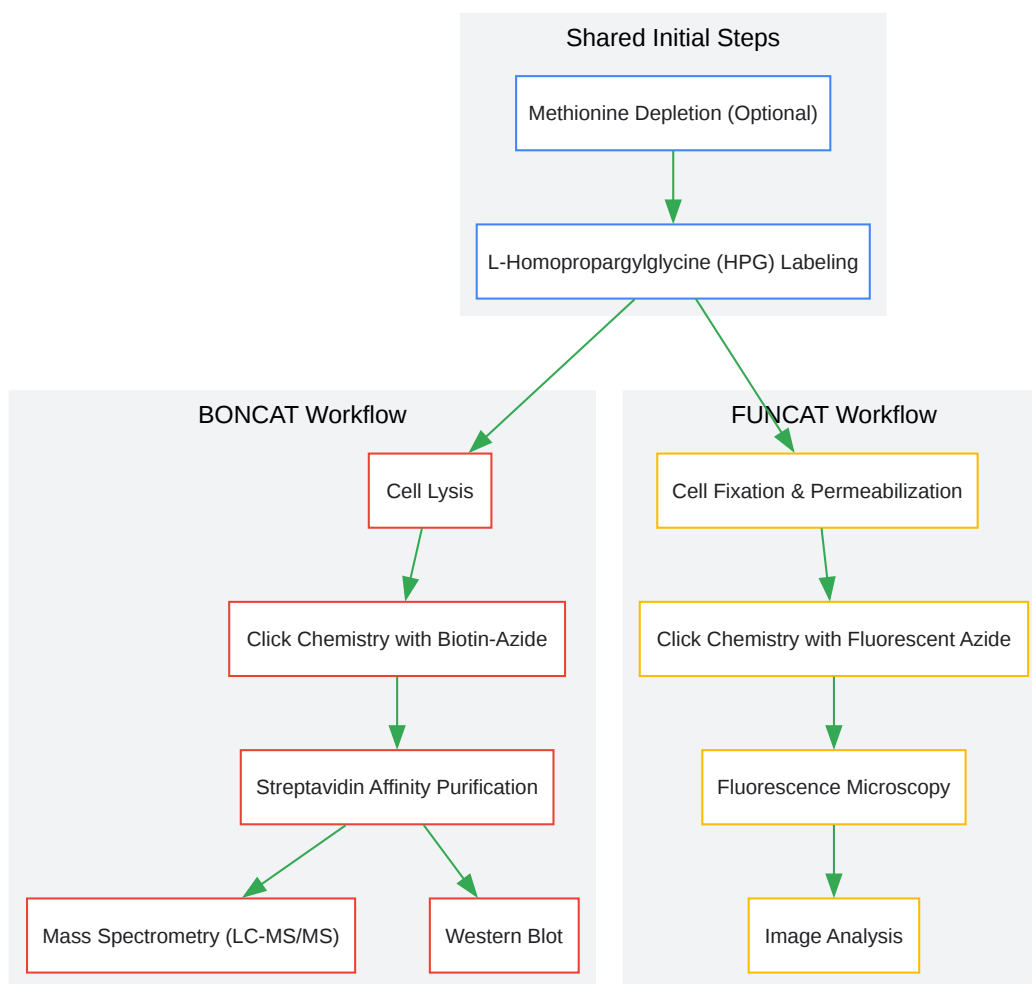 Shared Initial Steps
Methionine Depletion (Optional)
L-Homopropargylglycine (HPG) Labeling
BONCAT Workflow
Cell Lysis
Click Chemistry with Biotin-Azide
Streptavidin Affinity Purification
Mass Spectrometry (LC-MS/MS)
Western Blot
FUNCAT Workflow
Cell Fixation & Permeabilization
Click Chemistry with Fluorescent Azide
Fluorescence Microscopy
Image Analysis